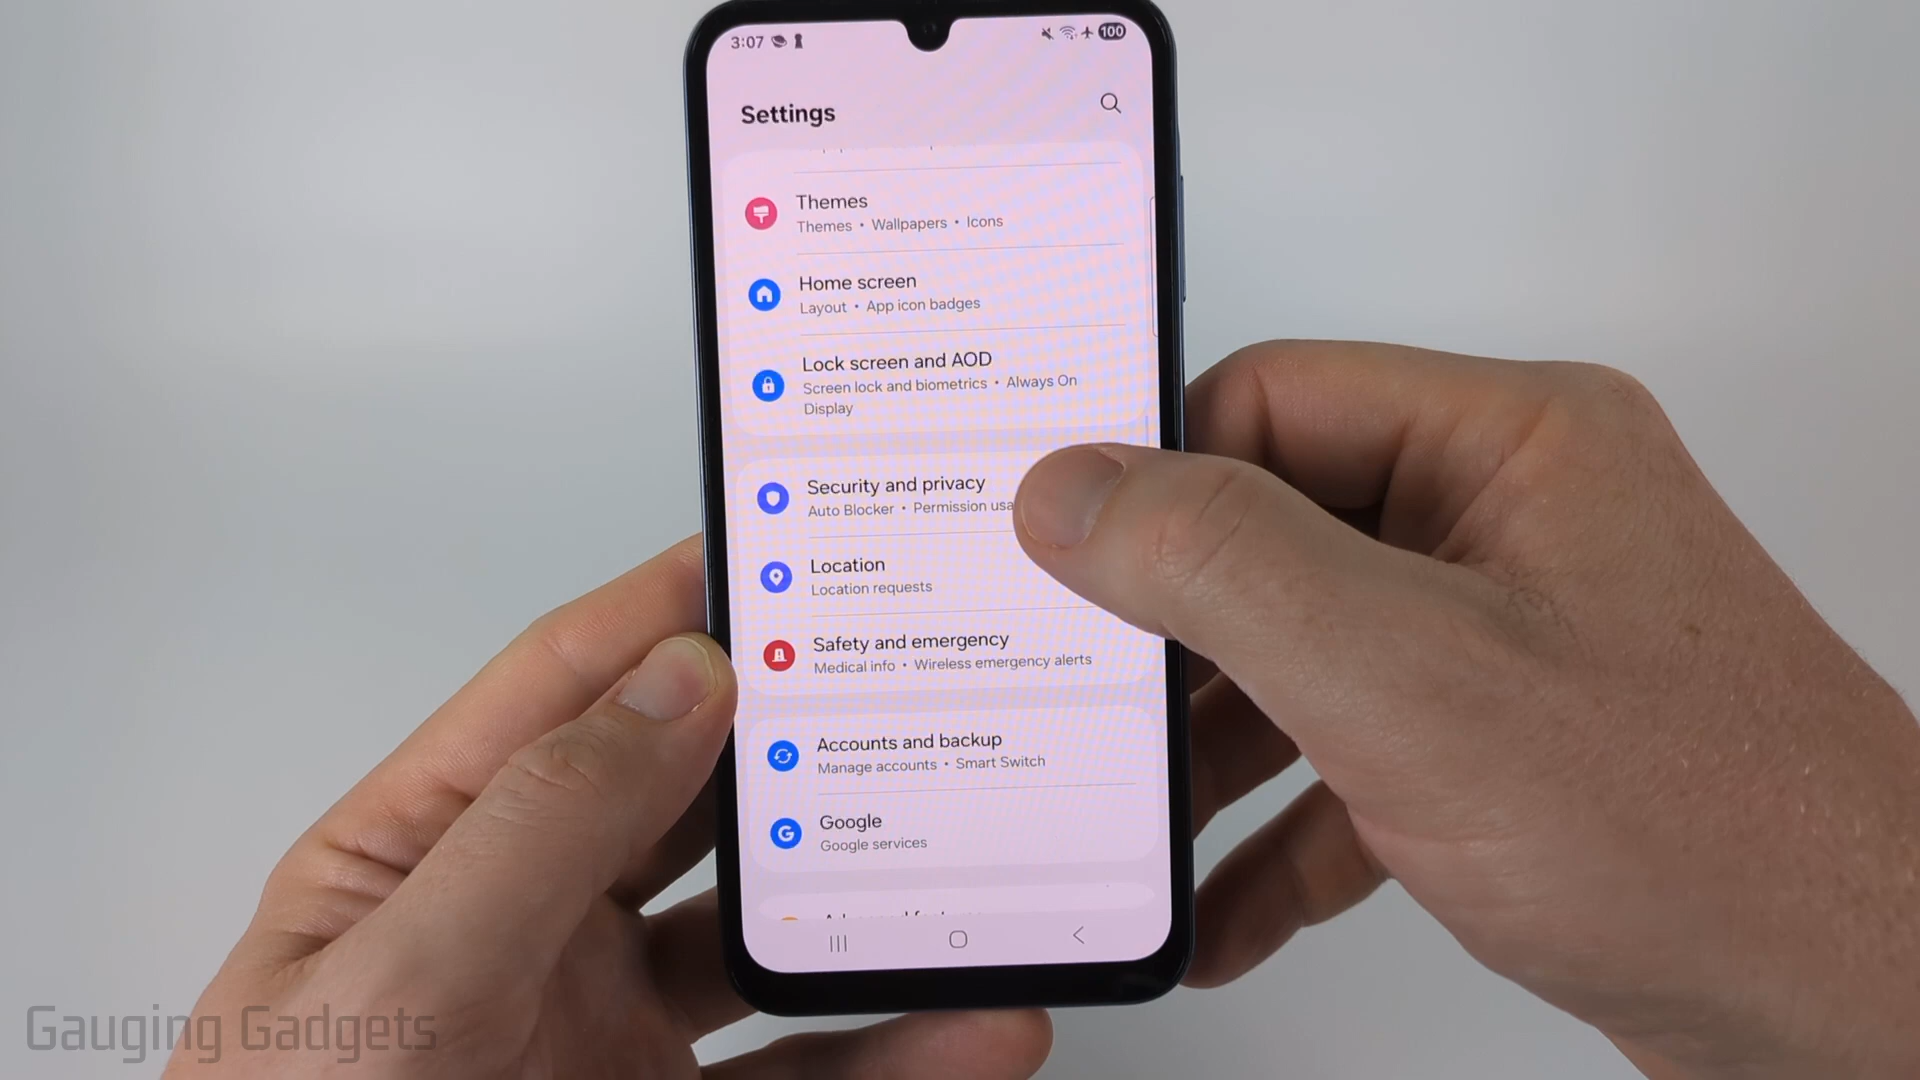 3:07
100
Settings
Themes
Themes • Wallpapers • Icons
Home screen
Layout • App icon badges
Lock screen and AOD
Screen lock and biometrics • Always On
Display
Security and privacy
Auto Blocker • Permission usa
Location
Location requests
Safety and emergency
Medical info • Wireless emergency alerts
Accounts and backup
Manage accounts • Smart Switch
G
Google
Google services
Gauging Gadgets